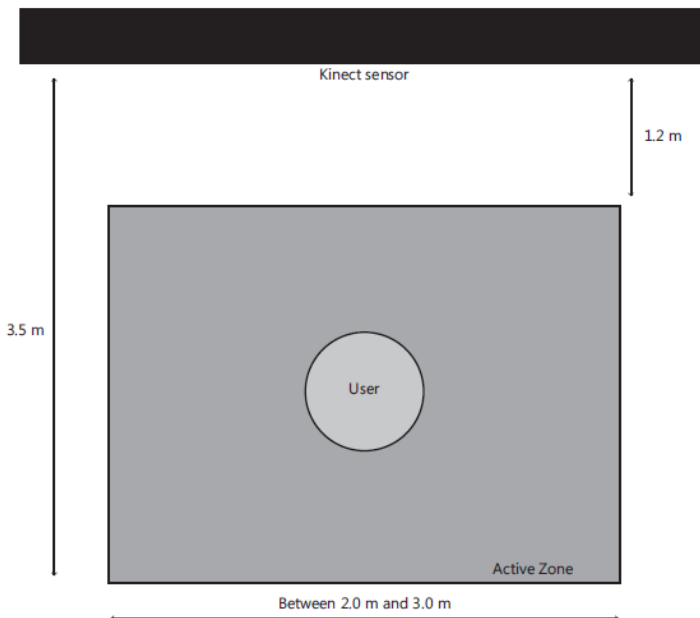 Kinect sensor
1.2 m
3.5 m
User
Active Zone
Between 2.0 m and 3.0 m